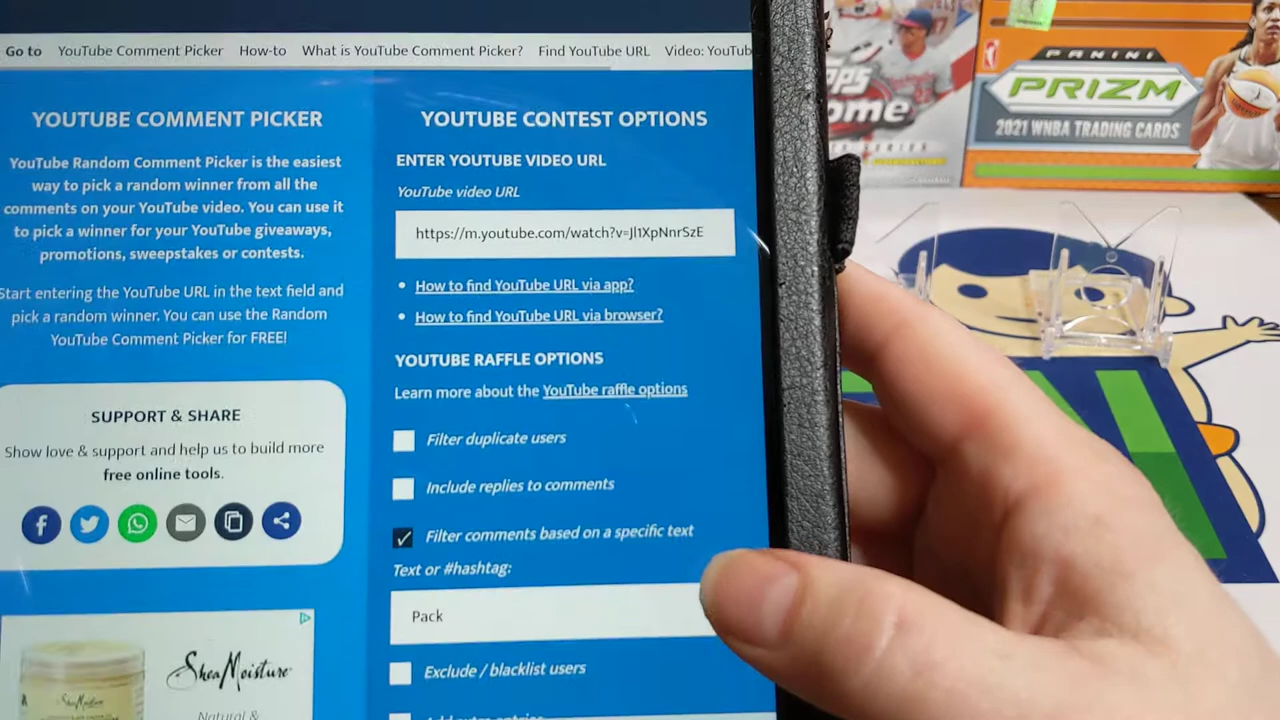 Go to YouTube Comment Picker How-to What is YouTube Comment Picker? Find YouTube URL Video:
YOUTUBE COMMENT PICKER
YouTube Random Comment Picker is the easiest
way to pick a random winner from all the
comments on your YouTube video. You can use it
to pick a winner for your YouTube giveaways,
promotions, sweepstakes or contests.
Start entering the YouTube URL in the text field and
pick a random winner. You can use the Random
YouTube Comment Picker for FREE!
SUPPORT & SHARE
Show love & support and help us to build more
free online tools.
SheaMoisture
SheaMoisture
Natural &
YOUTUBE CONTEST OPTIONS
ENTER YOUTUBE VIDEO URL
YouTube video URL
https://m.youtube.com/watch?v=Jl1XpNnrSzE
How to find YouTube URL via app?
How to find YouTube URL via browser?
YOUTUBE RAFFLE OPTIONS
Learn more about the YouTube raffle options
Filter duplicate users
Include replies to comments
Filter comments based on a specific text
Text or #hashtag:
Pack
Exclude / blacklist users
PANINI
PRIZM
2021 WNBA TRADING CARDS